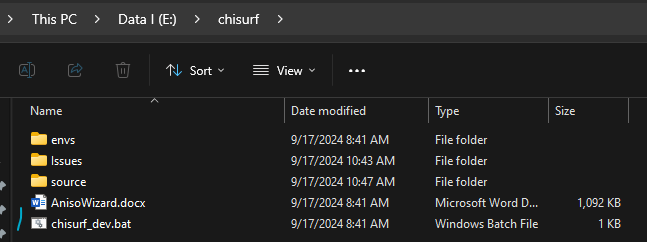 This PC > Data I (E:) > chisurf >
Sort View ...
Name Date modified Type Size
envs 9/17/2024 8:41 AM File folder
Issues 9/17/2024 10:43 AM File folder
source 9/17/2024 10:47 AM File folder
AnisoWizard.docx 9/17/2024 8:41 AM Microsoft Word D... 1,092 KB
chisurf_dev.bat 9/17/2024 8:41 AM Windows Batch File 1 KB